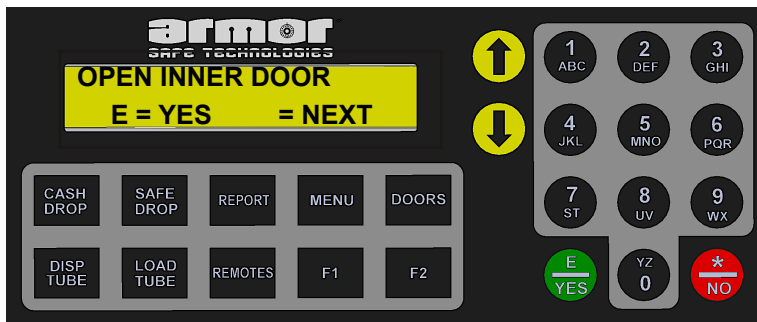 armor
SAFE TECHNOLOGIES
OPEN INNER DOOR
E = YES = NEXT
CASH DROP
SAFE DROP
REPORT
MENU
DOORS
DISP TUBE
LOAD TUBE
REMOTES
F1
F2
1
ABC
2
DEF
3
GHI
4
JKL
5
MNO
6
PQR
7
ST
8
UV
9
WX
E
YES
YZ
0
*
NO